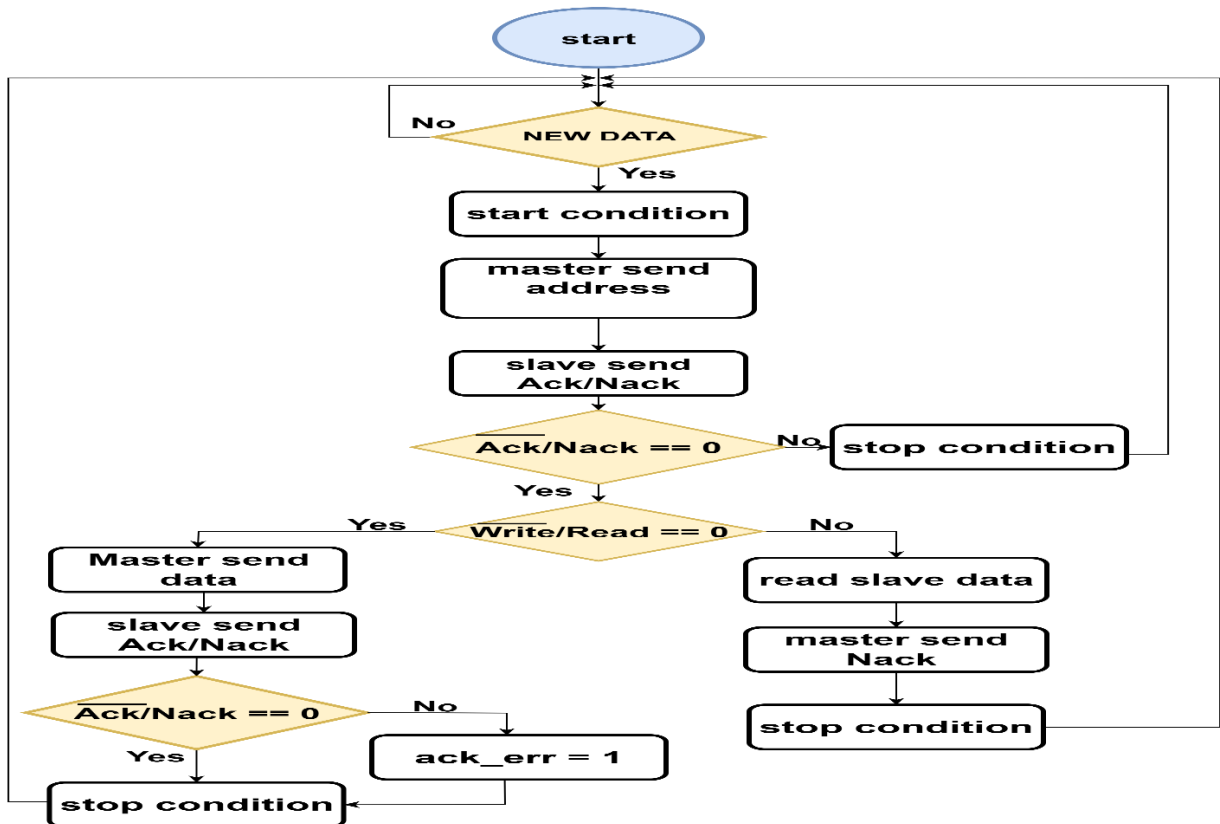 start
NEW DATA
No
Yes
start condition
master send
address
slave send
Ack/Nack
Ack/Nack == 0
No
stop condition
Yes
Write/Read == 0
Yes
No
Master send
data
slave send
Ack/Nack
Ack/Nack == 0
No
Yes
ack_err = 1
stop condition
read slave data
master send
Nack
stop condition